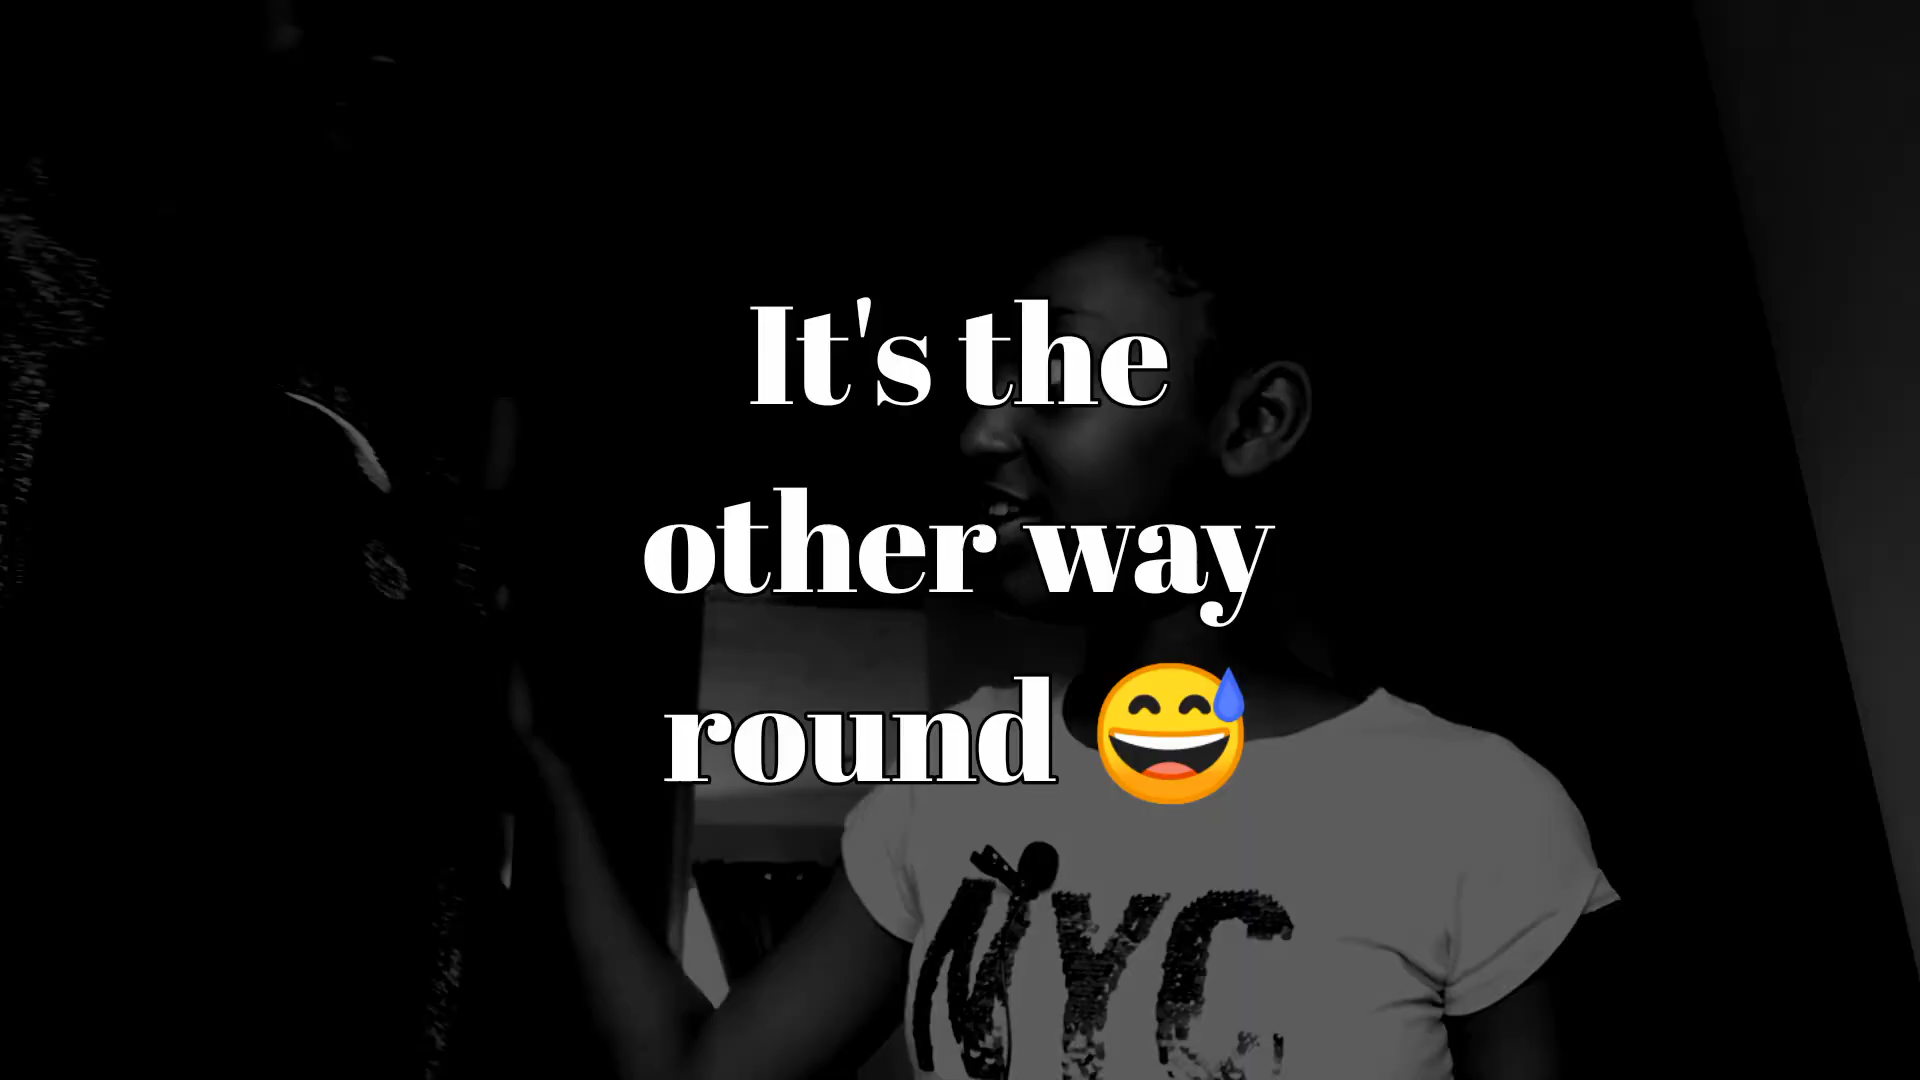 It's the
other way
round 😅
NYC